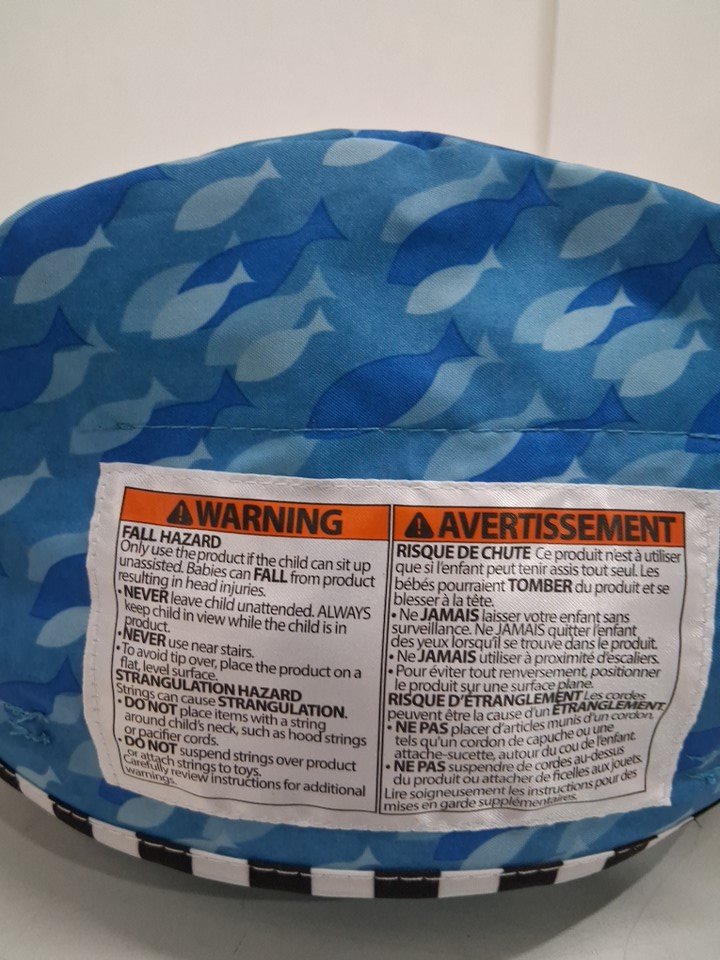 WARNING
FALL HAZARD
Only use the product if the child can sit up
unassisted. Babies can FALL from product
resulting in head injuries.
• NEVER leave child unattended. ALWAYS
keep child in view while the child is in
product.
• NEVER use near stairs.
• To avoid tip over, place the product on a
flat, level surface.
STRANGULATION HAZARD
Strings can cause STRANGULATION.
• DO NOT place items with a string
around child's neck, such as hood strings
or pacifier cords.
• DO NOT suspend strings over product
or attach strings to toys.
Carefully review instructions for additional
warnings.
AVERTISSEMENT
RISQUE DE CHUTE Ce produit n'est à utiliser
que si l'enfant peut tenir assis tout seul. Les
bébés pourraient TOMBER du produit et se
blesser à la tête.
• Ne JAMAIS laisser votre enfant sans
surveillance. Ne JAMAIS quitter l'enfant
des yeux lorsqu'il se trouve dans le produit.
• Ne JAMAIS utiliser à proximité d'escaliers.
• Pour éviter tout renversement, positionner
le produit sur une surface plane.
RISQUE D'ÉTRANGLEMENT Les cordes
peuvent être la cause d'un ÉTRANGLEMENT.
• NE PAS placer d'articles munis d'un cordon,
tels qu'un cordon de capuche ou une
attache-sucette, autour du cou de l'enfant.
• NE PAS suspendre de cordes au-dessus
du produit ou attacher de ficelles aux jouets.
Lire soigneusement les instructions pour des
mises en garde supplémentaires.